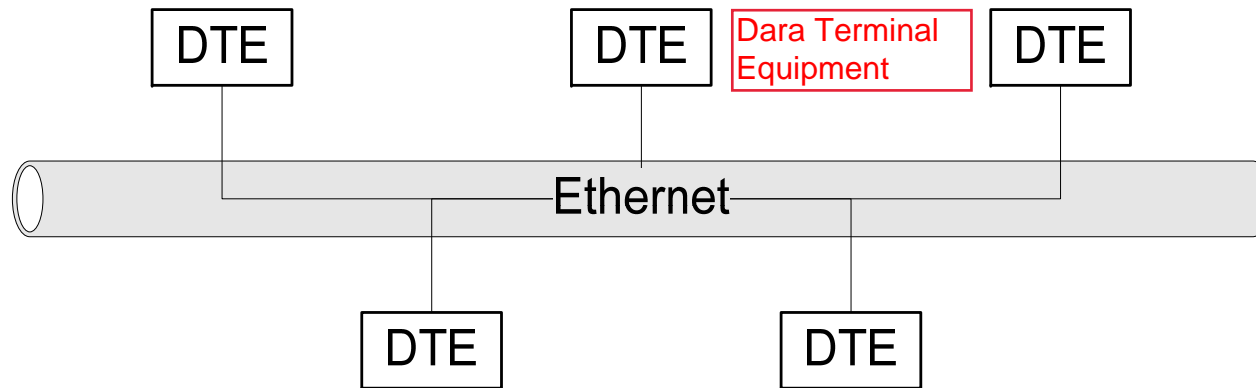 DTE
DTE
Dara Terminal
Equipment
DTE
Ethernet
DTE
DTE